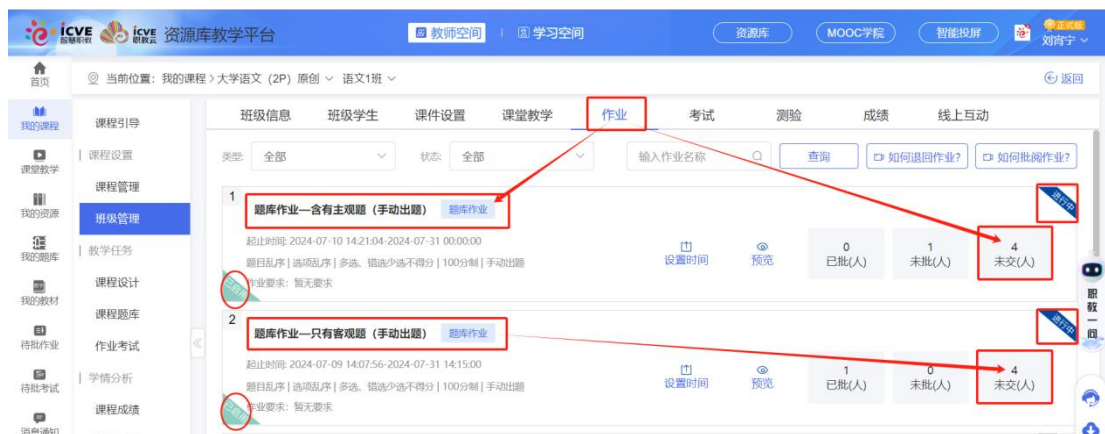 icve 智慧职教 icve 职教云 资源库教学平台 教师空间 学习空间 资源库 MOOC学院 智能投屏 正式版 刘宵宁
首页 当前位置：我的课程 > 大学语文（2P）原创 语文1班 返回
我的课程 课程引导 班级信息 班级学生 课件设置 课堂教学 作业 考试 测验 成绩 线上互动
课堂教学 课程设置 类型: 全部 状态: 全部 输入作业名称 查询 如何退回作业? 如何批阅作业?
课程管理
我的资源 班级管理 1 题库作业—含有主观题（手动出题） 题库作业 进行中
我的题库 教学任务 起止时间: 2024-07-10 14:21:04-2024-07-31 00:00:00 设置时间 预览 0 已批(人) 1 未批(人) 4 未交(人)
题目乱序 | 选项乱序 | 多选、错选少选不得分 | 100分制 | 手动出题
我的教材 课程设计 已启用 作业要求: 暂无要求
职教一问
课程题库
待批作业 作业考试 2 题库作业—只有客观题（手动出题） 题库作业 进行中
待批考试 学情分析 起止时间: 2024-07-09 14:07:56-2024-07-31 14:15:00 设置时间 预览 1 已批(人) 0 未批(人) 4 未交(人)
题目乱序 | 选项乱序 | 多选、错选少选不得分 | 100分制 | 手动出题
消息通知 课程成绩 已启用 作业要求: 暂无要求